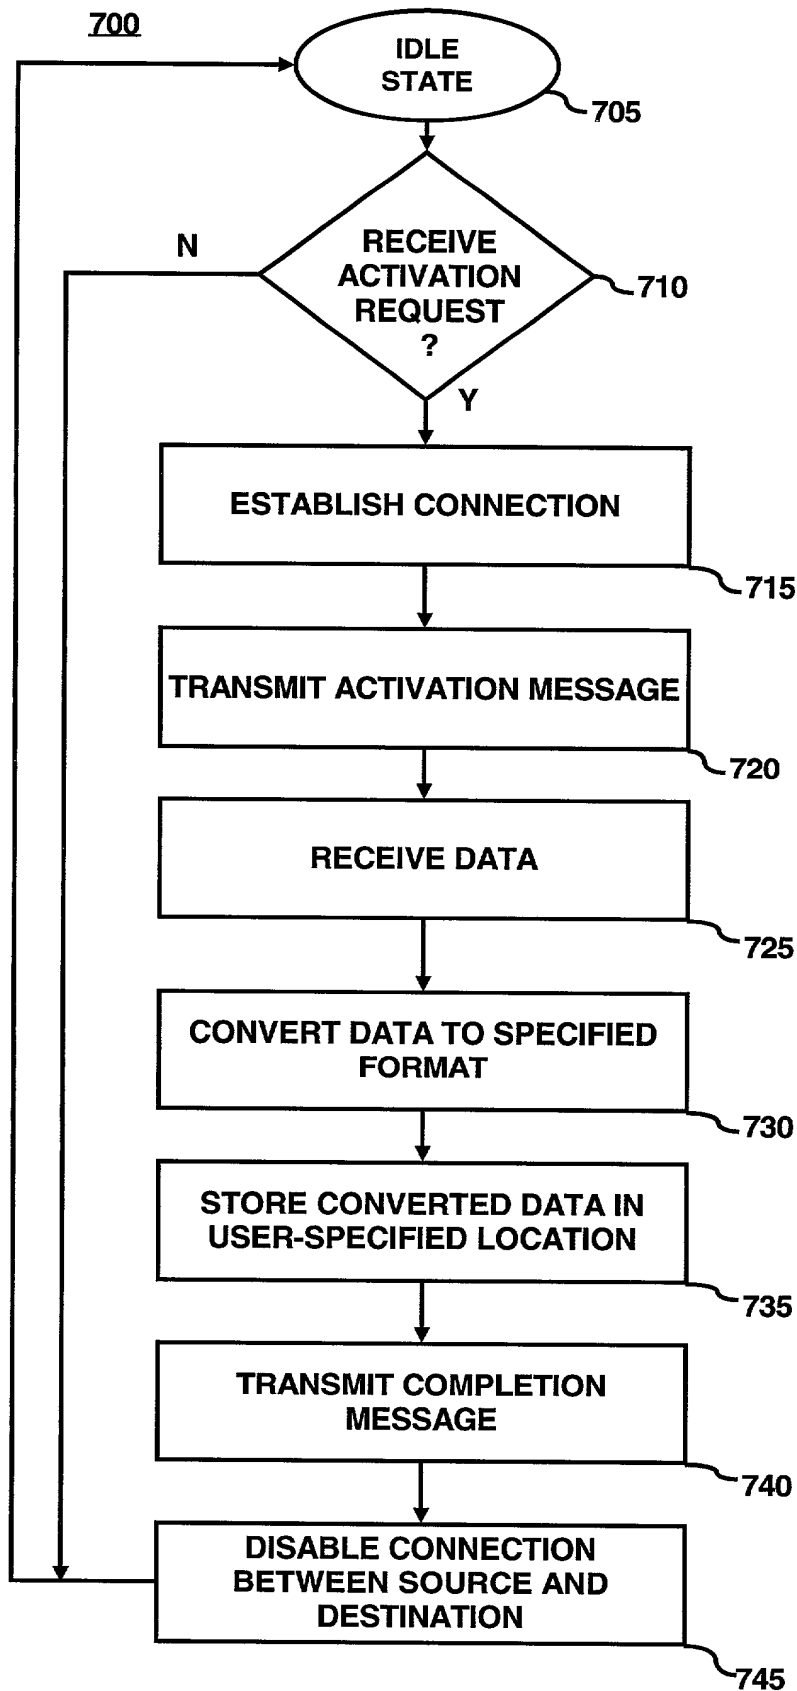 700
IDLE
STATE
705
N
RECEIVE
ACTIVATION
REQUEST
?
710
Y
ESTABLISH CONNECTION
715
TRANSMIT ACTIVATION MESSAGE
720
RECEIVE DATA
725
CONVERT DATA TO SPECIFIED
FORMAT
730
STORE CONVERTED DATA IN
USER-SPECIFIED LOCATION
735
TRANSMIT COMPLETION
MESSAGE
740
DISABLE CONNECTION
BETWEEN SOURCE AND
DESTINATION
745